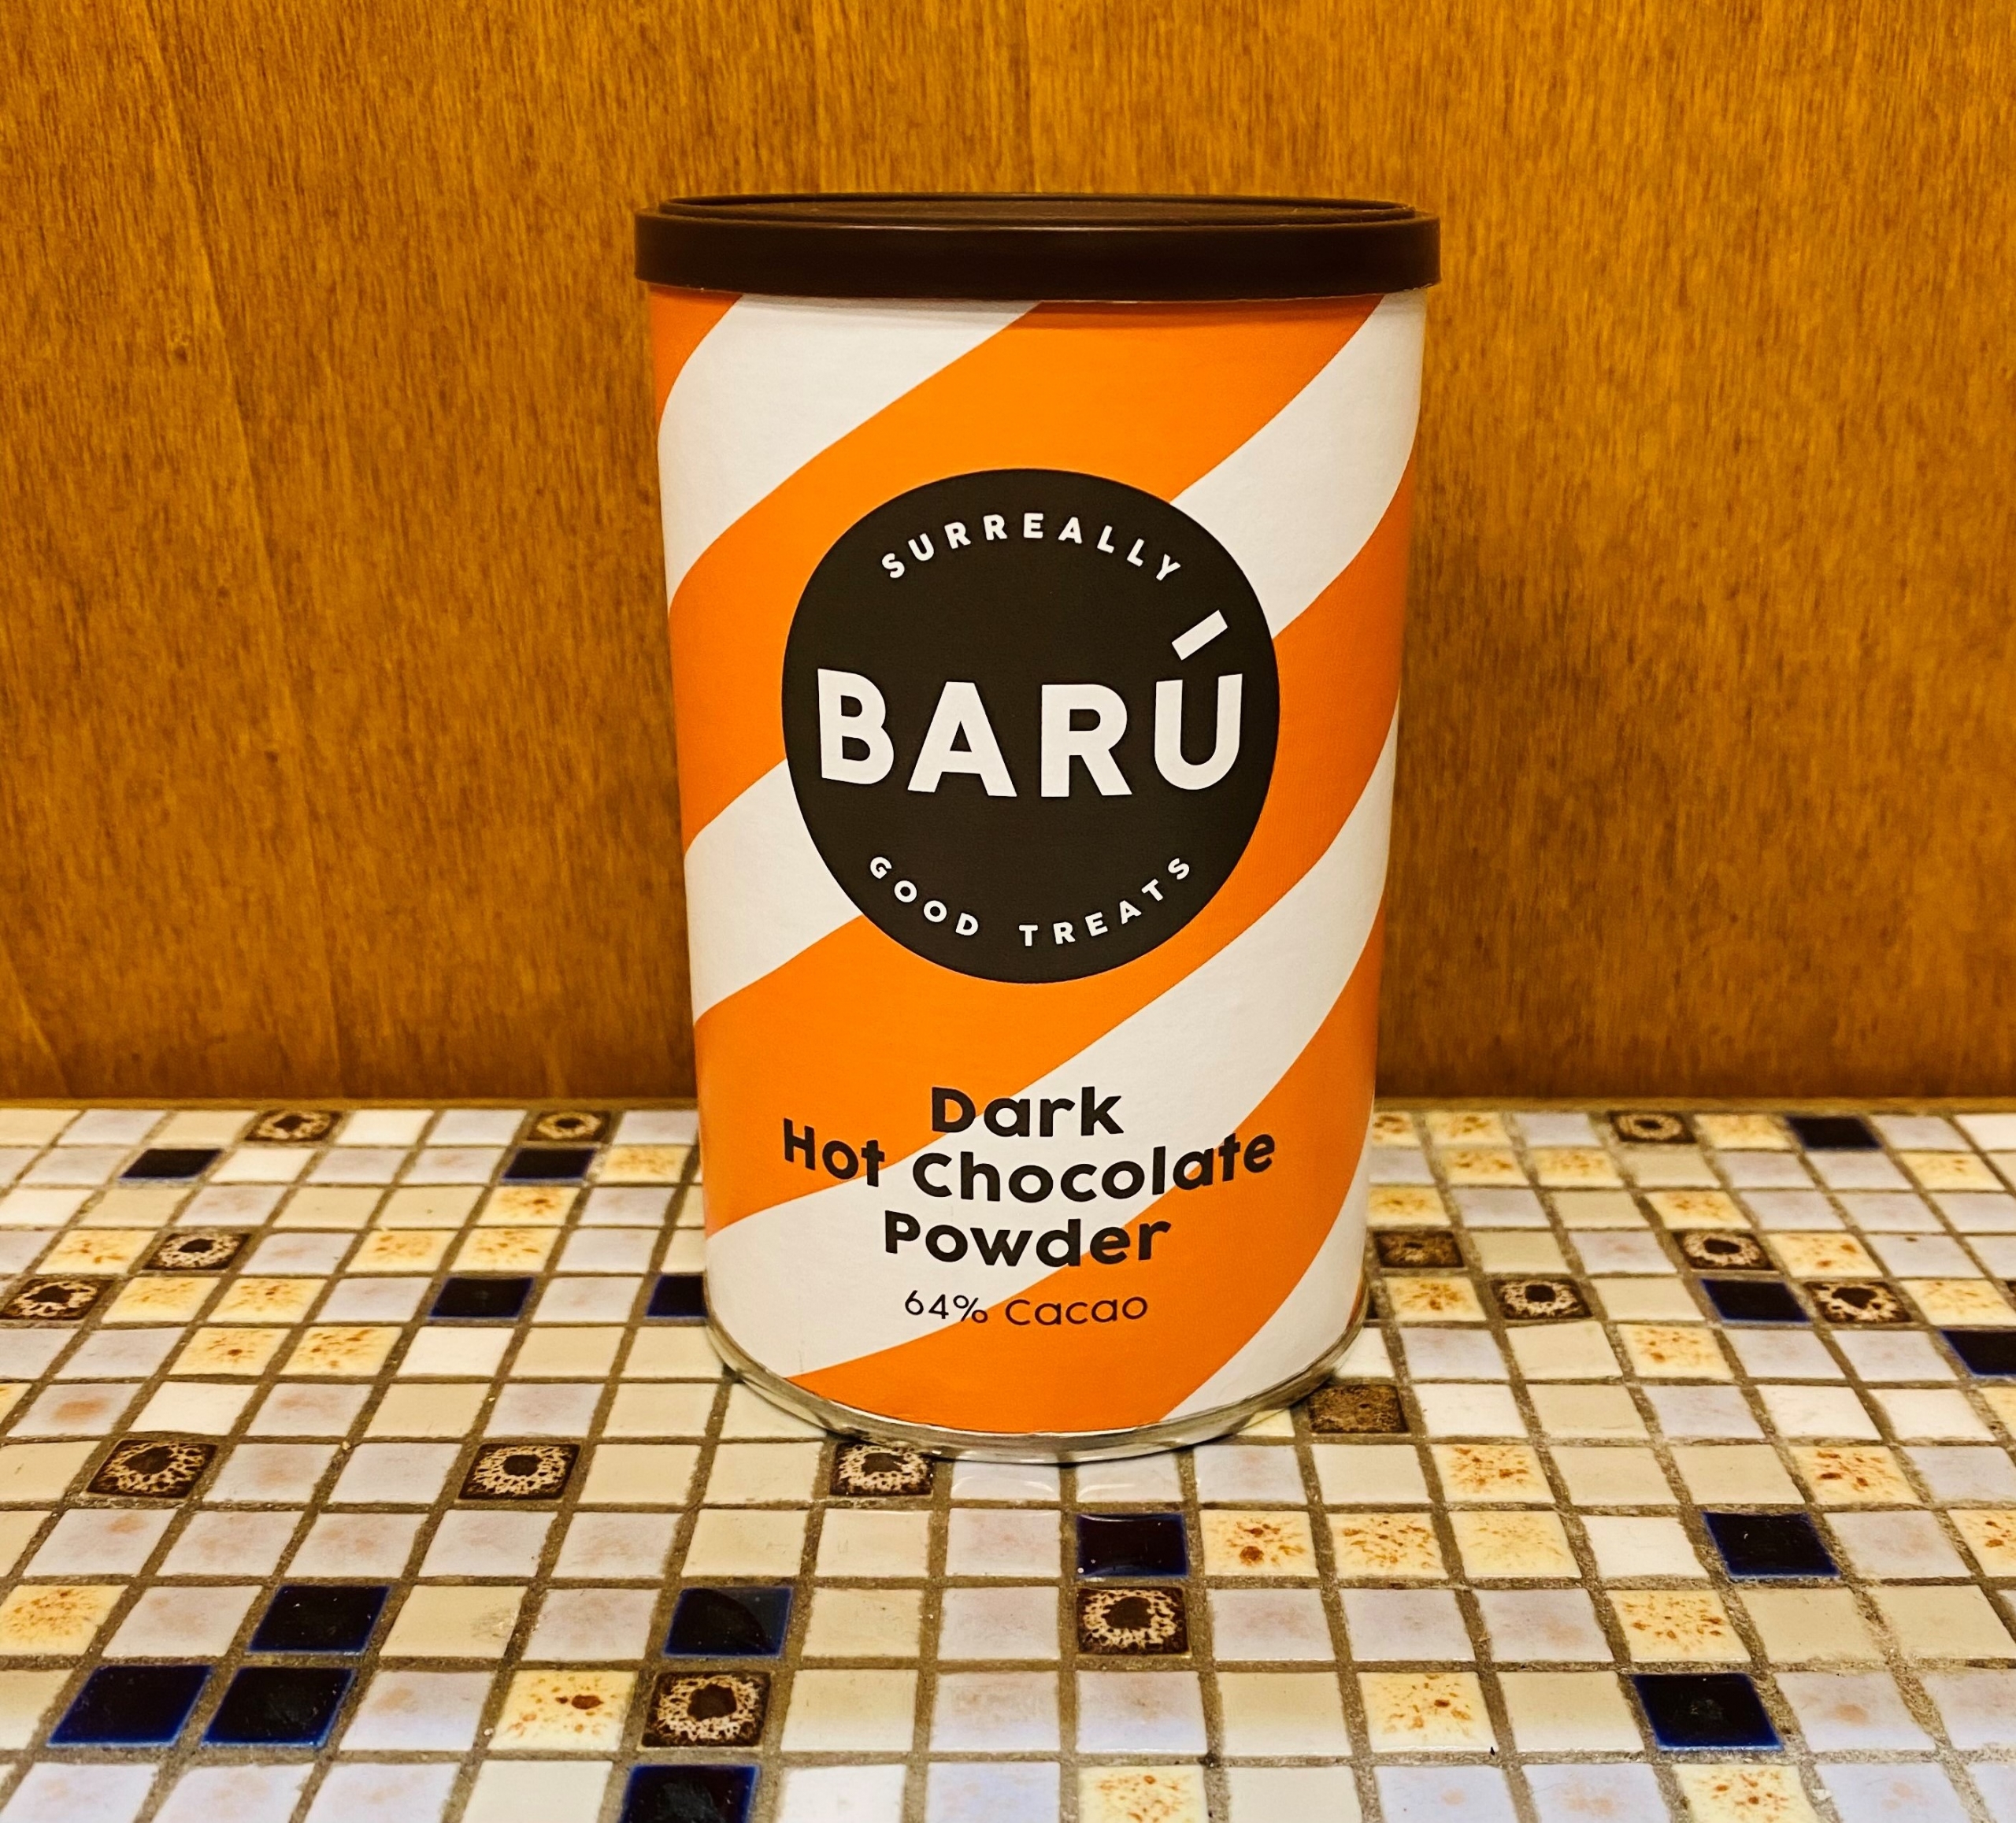 SURREALLY
BARÚ
GOOD TREATS
Dark
Hot Chocolate
Powder
64% Cacao